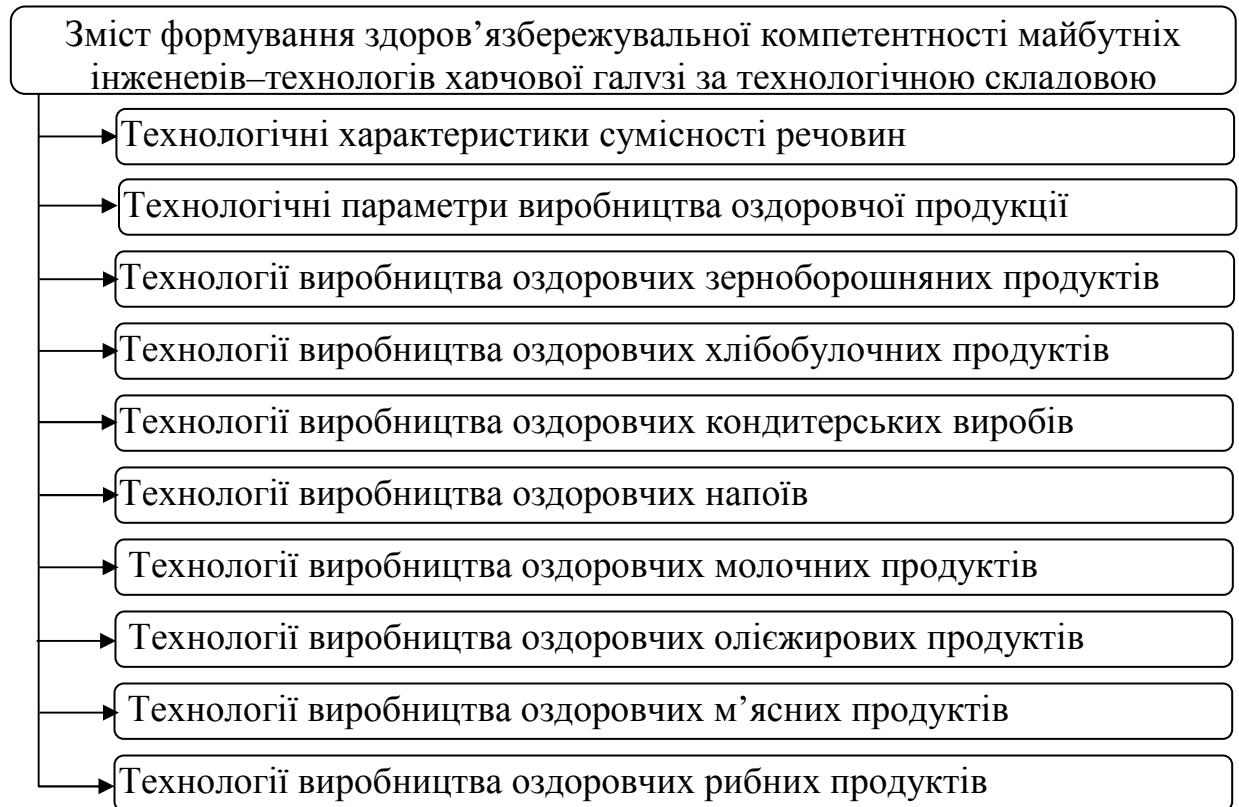 Зміст формування здоров’язбережувальної компетентності майбутніх
інженерів–технологів харчової галузі за технологічною складовою
Технологічні характеристики сумісності речовин
Технологічні параметри виробництва оздоровчої продукції
Технології виробництва оздоровчих зерноборошняних продуктів
Технології виробництва оздоровчих хлібобулочних продуктів
Технології виробництва оздоровчих кондитерських виробів
Технології виробництва оздоровчих напоїв
Технології виробництва оздоровчих молочних продуктів
Технології виробництва оздоровчих олієжирових продуктів
Технології виробництва оздоровчих м’ясних продуктів
Технології виробництва оздоровчих рибних продуктів